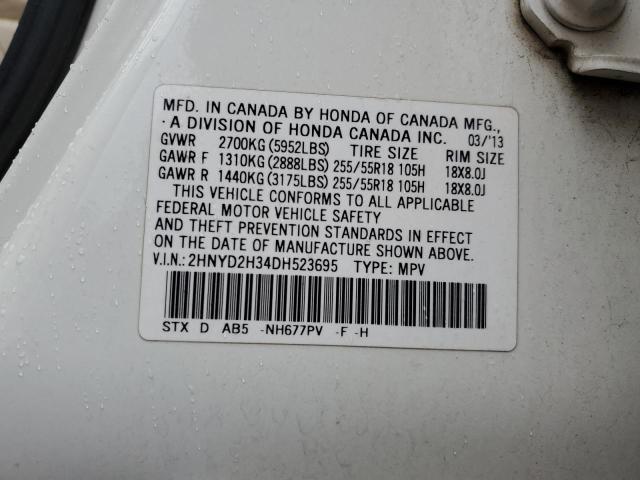 MFD. IN CANADA BY HONDA OF CANADA MFG.,
·A DIVISION OF HONDA CANADA INC. 03/'13
GVWR 2700KG(5952LBS) TIRE SIZE RIM SIZE
GAWR F 1310KG(2888LBS) 255/55R18 105H 18X8.0J
GAWR R 1440KG(3175LBS) 255/55R18 105H 18X8.0J
THIS VEHICLE CONFORMS TO ALL APPLICABLE
FEDERAL MOTOR VEHICLE SAFETY
AND THEFT PREVENTION STANDARDS IN EFFECT
ON THE DATE OF MANUFACTURE SHOWN ABOVE.
V.I.N.: 2HNYD2H34DH523695 TYPE: MPV
STX D AB5 -NH677PV -F -H